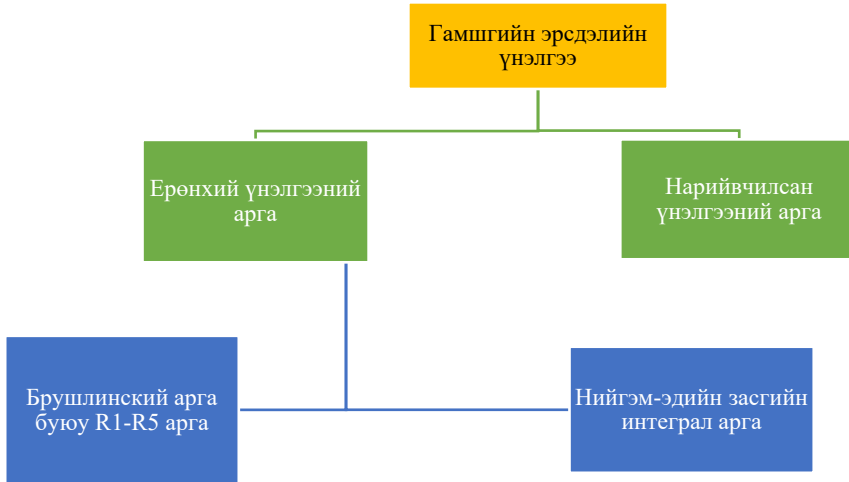 Гамшгийн эрсдэлийн
үнэлгээ
Ерөнхий үнэлгээний
арга
Нарийвчилсан
үнэлгээний арга
Брушлинский арга
буюу R1-R5 арга
Нийгэм-эдийн засгийн
интеграл арга